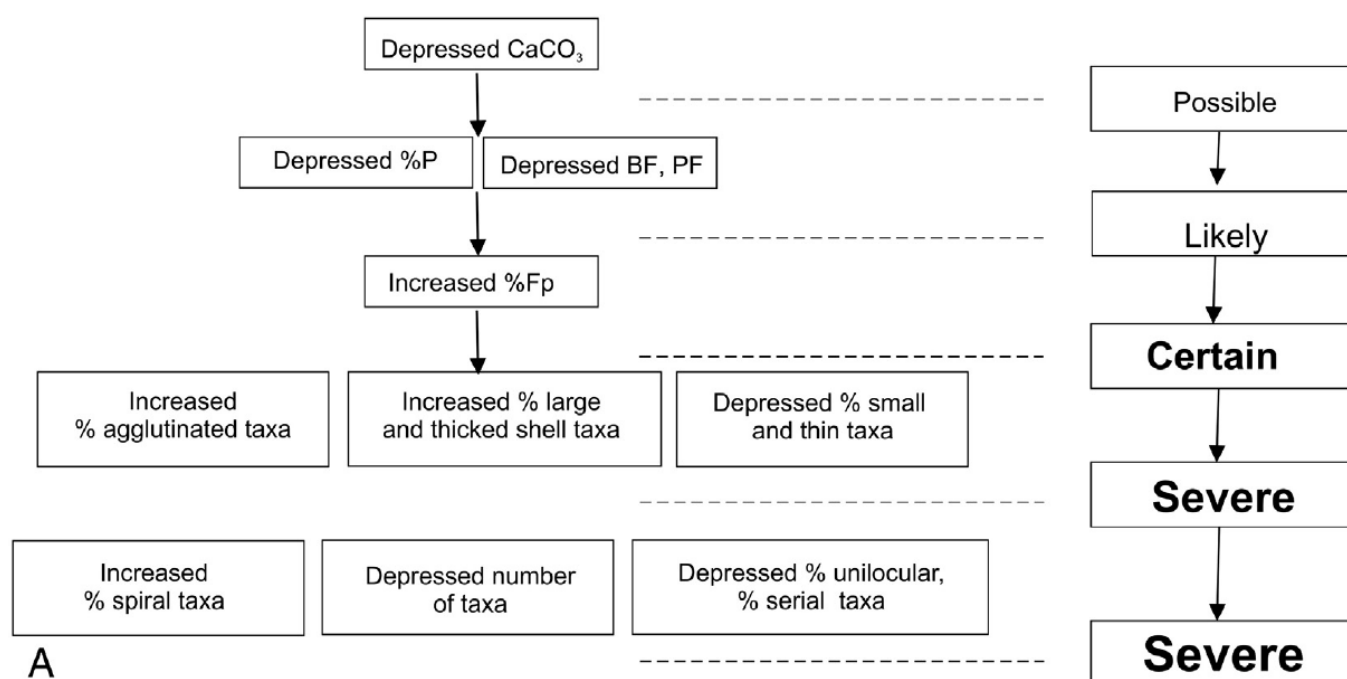 Depressed CaCO₃
Possible
Depressed %P
Depressed BF, PF
Likely
Increased %Fp
Certain
Increased
% agglutinated taxa
Increased % large
and thicked shell taxa
Depressed % small
and thin taxa
Severe
Increased
% spiral taxa
Depressed number
of taxa
Depressed % unilocular,
% serial taxa
Severe
A